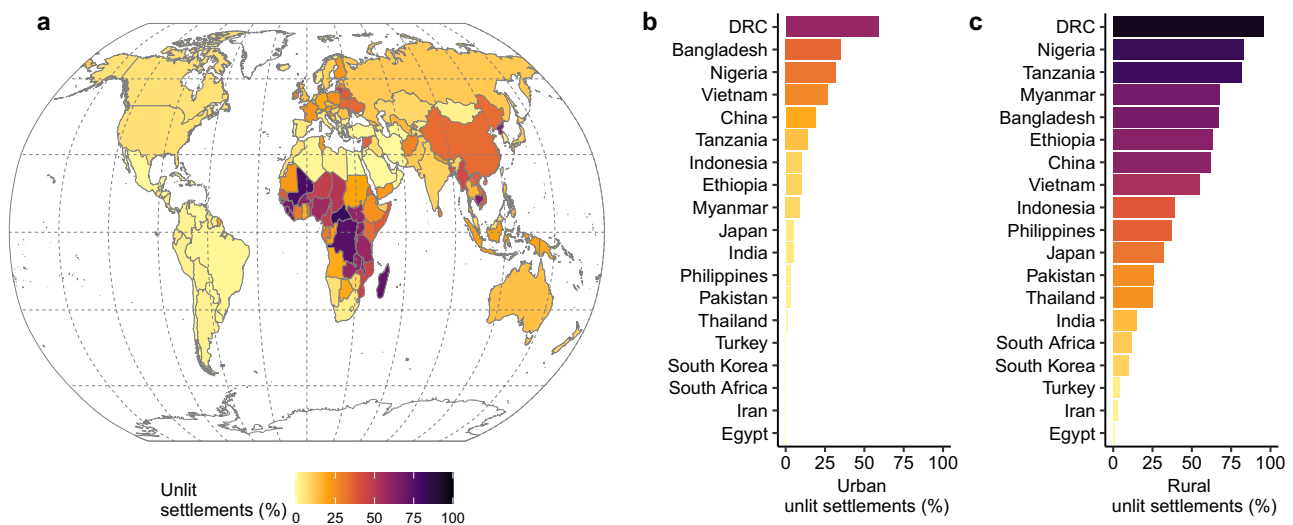 a
Unlit
settlements (%)
0 25 50 75 100
b
DRC
Bangladesh
Nigeria
Vietnam
China
Tanzania
Indonesia
Ethiopia
Myanmar
Japan
India
Philippines
Pakistan
Thailand
Turkey
South Korea
South Africa
Iran
Egypt
0 25 50 75 100
Urban
unlit settlements (%)
c
DRC
Nigeria
Tanzania
Myanmar
Bangladesh
Ethiopia
China
Vietnam
Indonesia
Philippines
Japan
Pakistan
Thailand
India
South Africa
South Korea
Turkey
Iran
Egypt
0 25 50 75 100
Rural
unlit settlements (%)